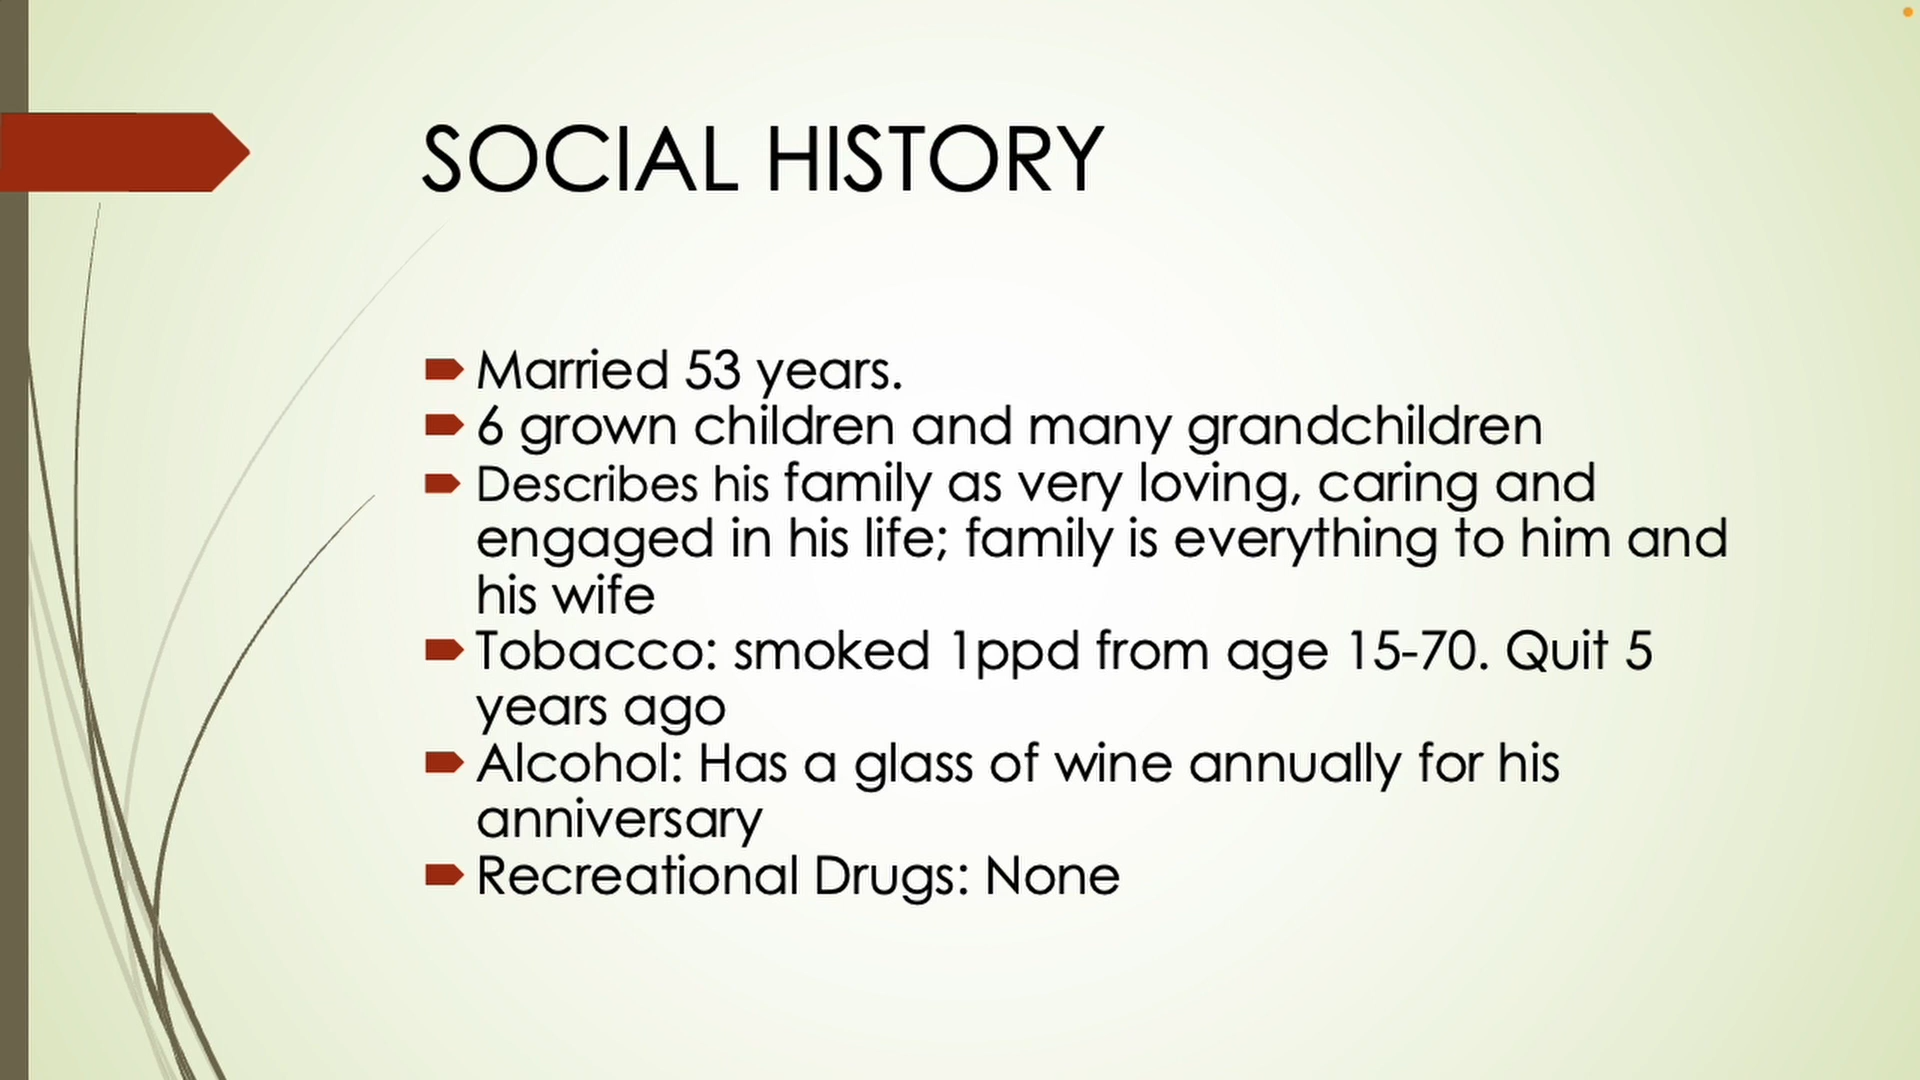 SOCIAL HISTORY
Married 53 years.
6 grown children and many grandchildren
Describes his family as very loving, caring and
engaged in his life; family is everything to him and
his wife
Tobacco: smoked 1ppd from age 15-70. Quit 5
years ago
Alcohol: Has a glass of wine annually for his
anniversary
Recreational Drugs: None